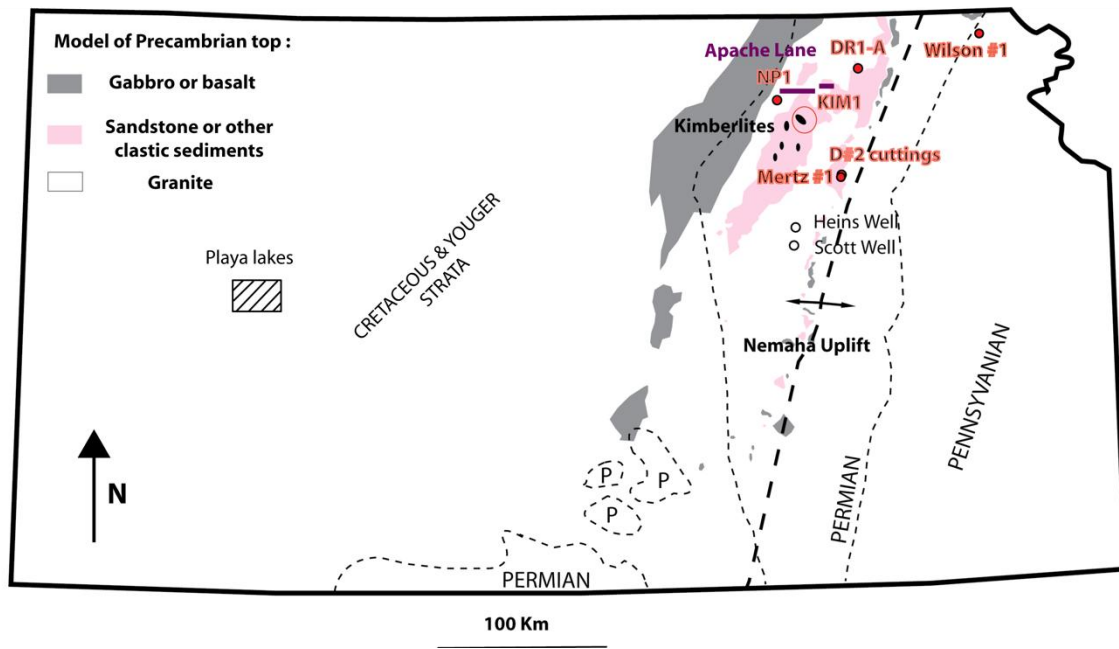 Model of Precambrian top :
Gabbro or basalt
Sandstone or other
clastic sediments
Granite
Apache Lane
DR1-A
Wilson #1
NP1
KIM1
Kimberlites
D#2 cuttings
Mertz #1
Heins Well
Scott Well
Playa lakes
CRETACEOUS & YOUGER
STRATA
Nemaha Uplift
PERMIAN
PENNSYVANIAN
P
P
P
N
PERMIAN
100 Km